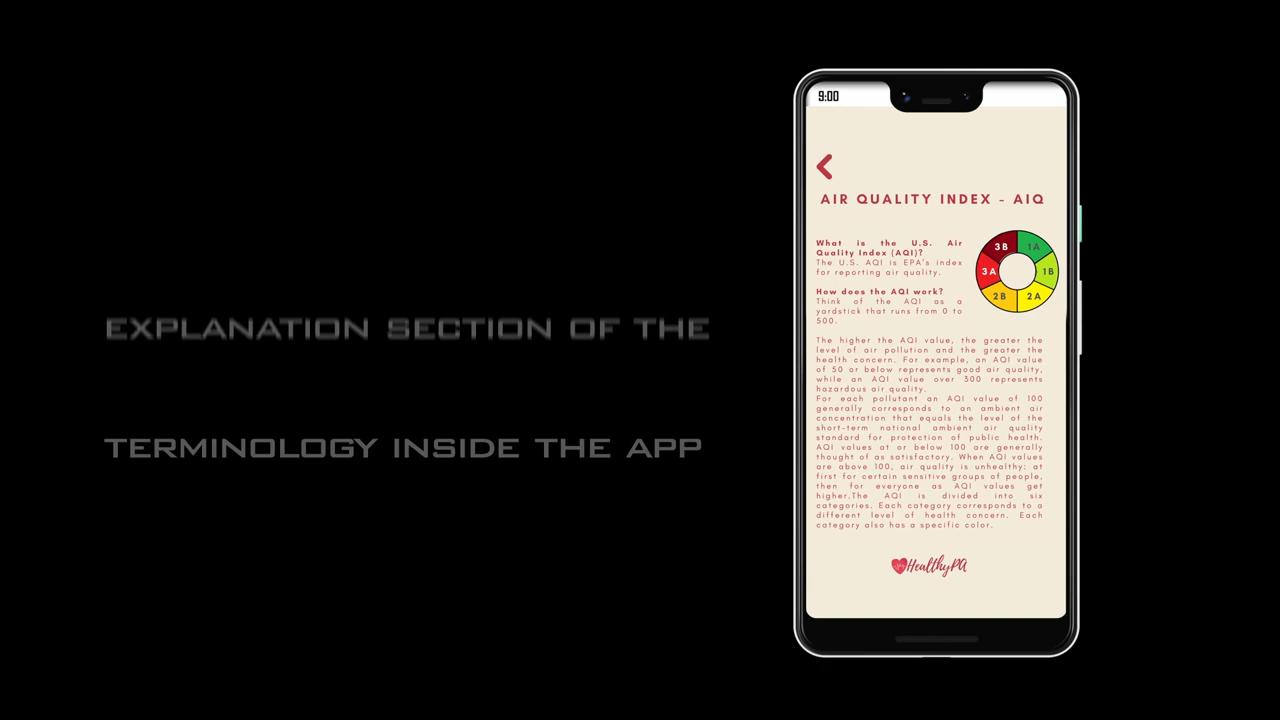 EXPLANATION SECTION OF THE
TERMINOLOGY INSIDE THE APP
9:00
AIR QUALITY INDEX - AIQ
What is the U.S. Air
Quality Index (AQI)?
The U.S. AQI is EPA's index
for reporting air quality.
How does the AQI work?
Think of the AQI as a
yardstick that runs from 0 to
500.
3B
1A
3A
1B
2B
2A
The higher the AQI value, the greater the
level of air pollution and the greater the
health concern. For example, an AQI value
of 50 or below represents good air quality,
while an AQI value over 300 represents
hazardous air quality.
For each pollutant an AQI value of 100
generally corresponds to an ambient air
concentration that equals the level of the
short-term national ambient air quality
standard for protection of public health.
AQI values at or below 100 are generally
thought of as satisfactory. When AQI values
are above 100, air quality is unhealthy: at
first for certain sensitive groups of people,
then for everyone as AQI values get
higher.The AQI is divided into six
categories. Each category corresponds to a
different level of health concern. Each
category also has a specific color.
HealthyPA